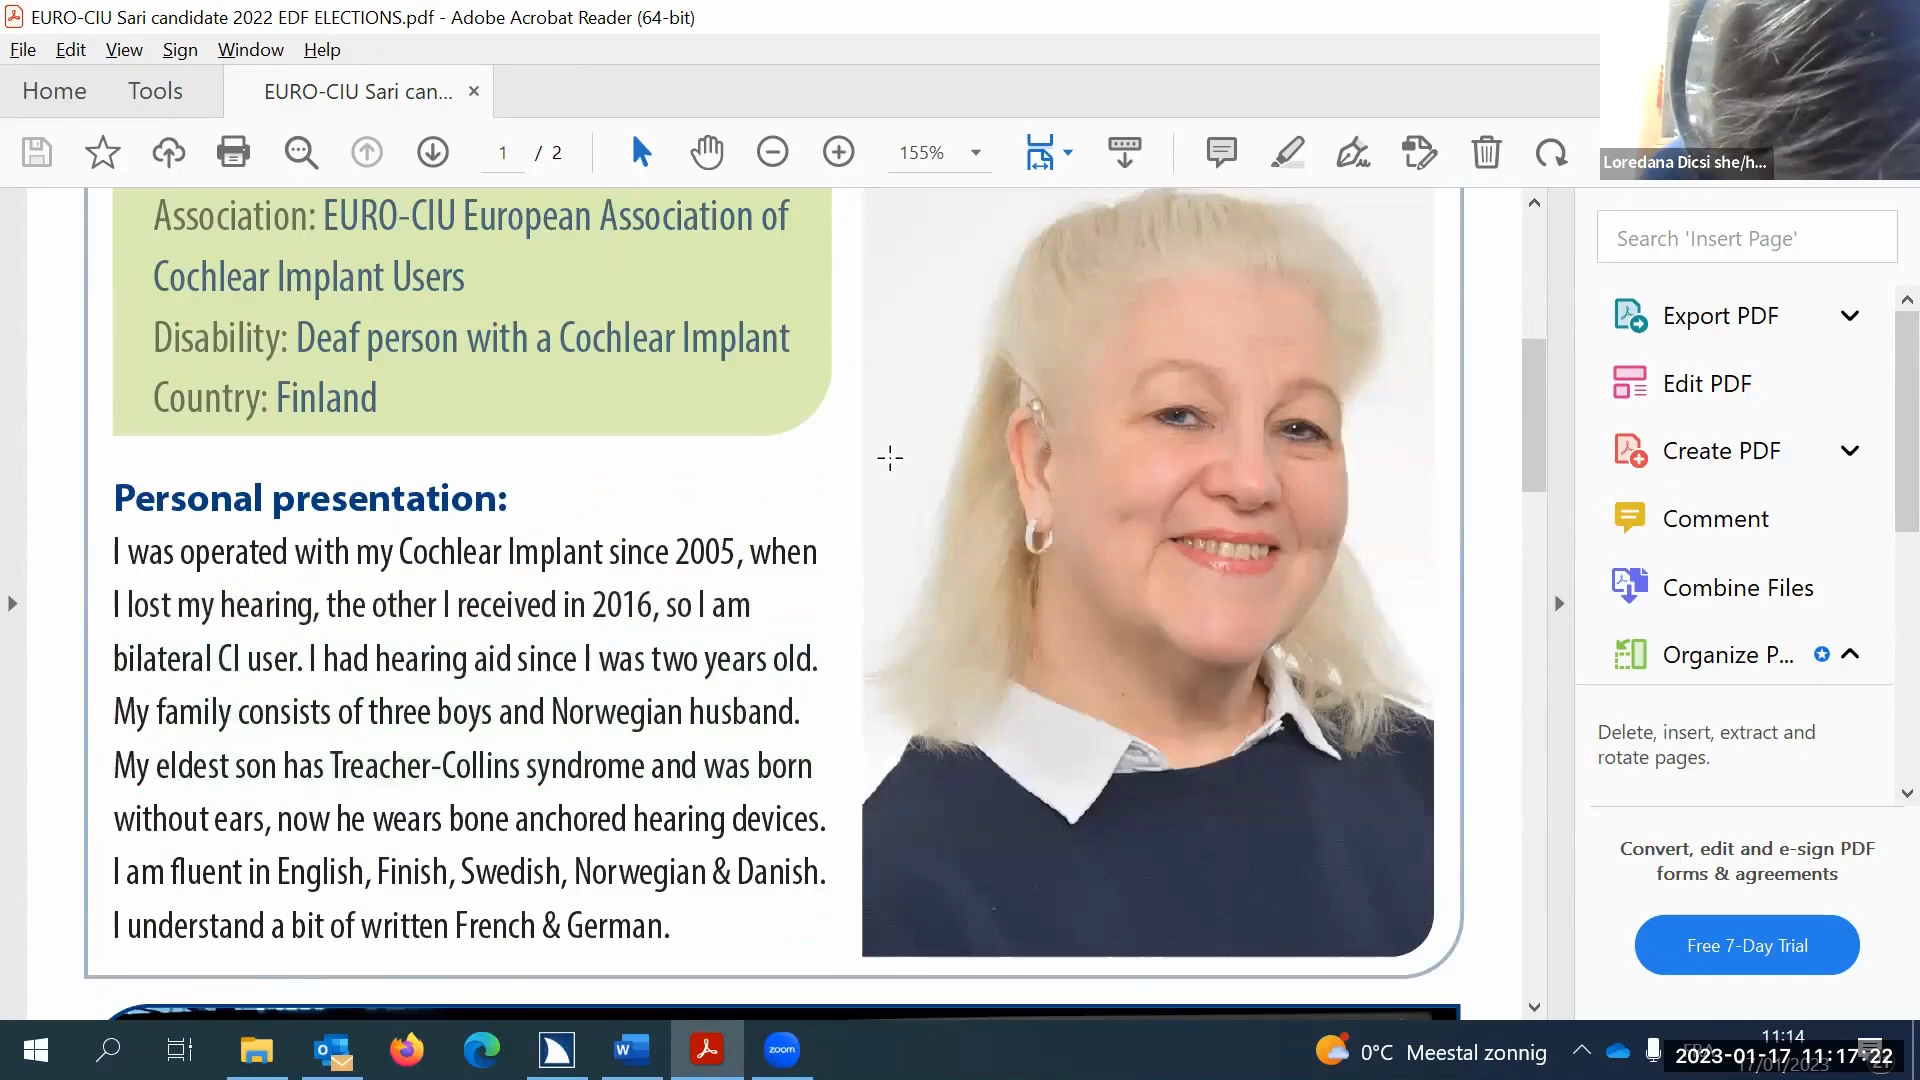 EURO-CIU Sari candidate 2022 EDF ELECTIONS.pdf - Adobe Acrobat Reader (64-bit)
File Edit View Sign Window Help
Home Tools EURO-CIU Sari can... ×
1 / 2 155%
Loredana Dicsi she/h...
Association: EURO-CIU European Association of
Cochlear Implant Users
Disability: Deaf person with a Cochlear Implant
Country: Finland
Personal presentation:
I was operated with my Cochlear Implant since 2005, when
I lost my hearing, the other I received in 2016, so I am
bilateral CI user. I had hearing aid since I was two years old.
My family consists of three boys and Norwegian husband.
My eldest son has Treacher-Collins syndrome and was born
without ears, now he wears bone anchored hearing devices.
I am fluent in English, Finish, Swedish, Norwegian & Danish.
I understand a bit of written French & German.
Search 'Insert Page'
Export PDF
Edit PDF
Create PDF
Comment
Combine Files
Organize P...
Delete, insert, extract and
rotate pages.
Convert, edit and e-sign PDF
forms & agreements
Free 7-Day Trial
zoom
0°C Meestal zonnig
11:14
2023-01-17 11:17:22
17/01/2023
21